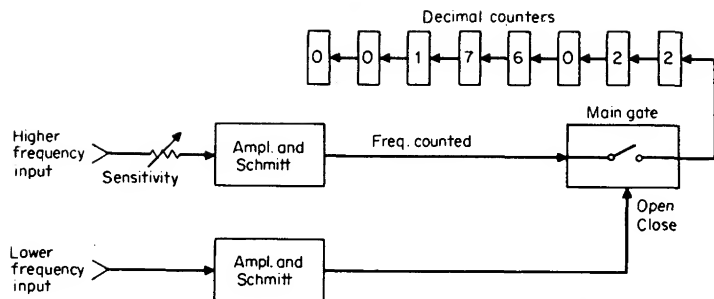 Decimal counters
0 0 1 7 6 0 2 2
Main gate
Higher
frequency
input
Sensitivity
Ampl. and
Schmitt
Freq. counted
Open
Close
Lower
frequency
input
Ampl. and
Schmitt